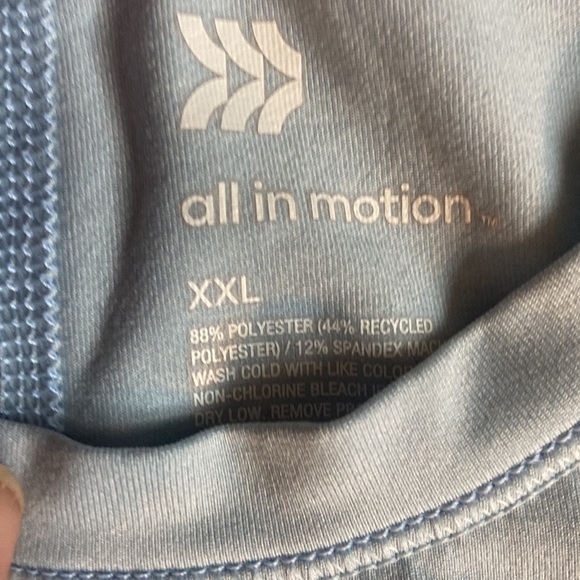 all in motion™
XXL
88% POLYESTER (44% RECYCLED
POLYESTER) / 12% SPANDEX
WASH COLD WITH LIKE
NON-CHLORINE BLEACH
DRY LOW. REMOVE